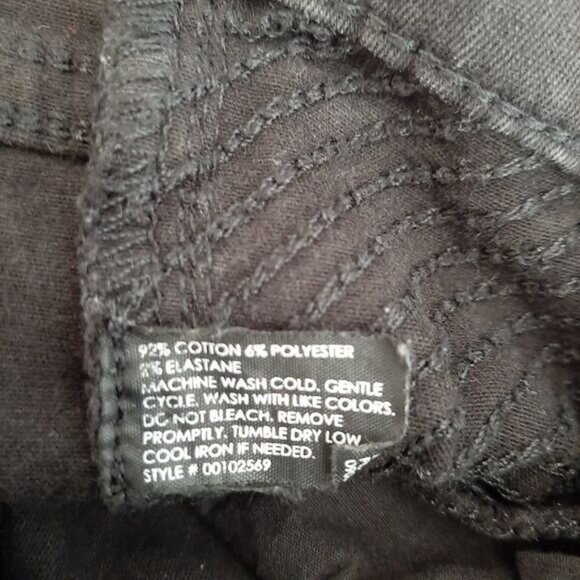 92% COTTON 6% POLYESTER
2% ELASTANE
MACHINE WASH COLD. GENTLE
CYCLE. WASH WITH LIKE COLORS.
DO NOT BLEACH. REMOVE
PROMPTLY. TUMBLE DRY LOW
COOL IRON IF NEEDED.
STYLE # 00102569